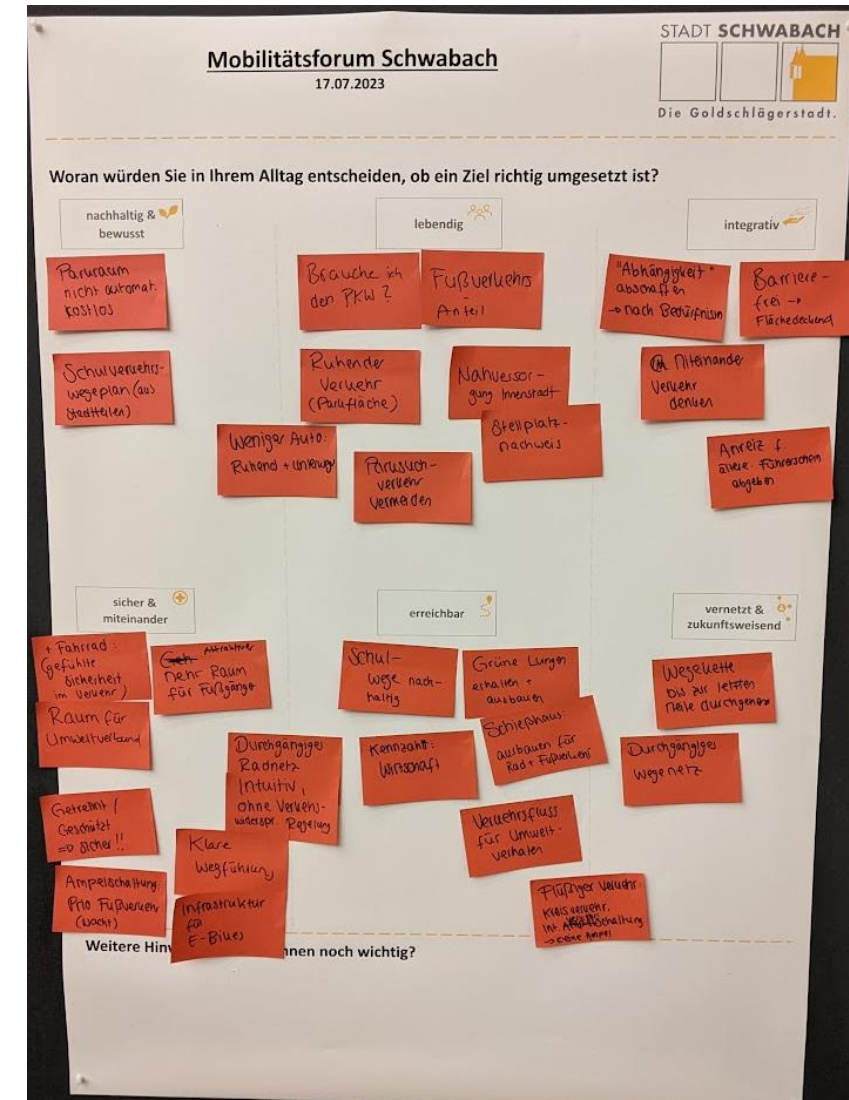 Mobilitätsforum Schwabach
17.07.2023
STADT SCHWABACH
Die Goldschlägerstadt.
Woran würden Sie in Ihrem Alltag entscheiden, ob ein Ziel richtig umgesetzt ist?
nachhaltig &
bewusst
Parkraum
nicht automat.
kostlos
Schulverkehrs-
wegeplan (aus
Stadtteilen)
lebendig
Brauche ich
den PKW?
Fußverkehrs
-
Anteil
Ruhender
Verkehr
(Parkfläche)
Nahversor-
gung Innenstadt
Stellplatz-
nachweis
Weniger Auto:
Ruhend + unterwegs
Parksuch-
verkehr
vermeiden
integrativ
"Abhängigkeit"
abschaffen
→ nach Bedürfnissen
Barriere-
frei →
Flächedeckend
Miteinander
Verkehr
denken
Anreiz f.
ältere Führerschein
abgeben
sicher &
miteinander
+ Fahrrad:
(gefühlte
Sicherheit
im Verkehr)
Attraktiver
mehr Raum
für Fußgänge
Raum für
Umweltverbund
Durchgängiges
Radnetz
Intuitiv,
ohne Verkehrs-
widerspr. Regelung
Getrennt /
Geschützt
=> sicher!!
Klare
Wegführung
Ampelschaltung
Prio Fußverkehr
(Nacht)
Infrastruktur
für
E-Bikes
erreichbar
Schul-
wege nach-
haltig
Grüne Lungen
erhalten +
ausbauen
Kennzahl:
Wirtschaft
ausbauen für
Rad + Fußverkehr
Verkehrsfluss
für Umwelt-
verhalten
Flüßiger Verkehr:
Kreisverkehr,
int. schaltung
→ keine Ampel
vernetzt &
zukunftsweisend
Wegekette
bis zur letzten
Meile durchgehend
Durchgängiges
Wegenetz
Weitere Hinw
nnen noch wichtig?